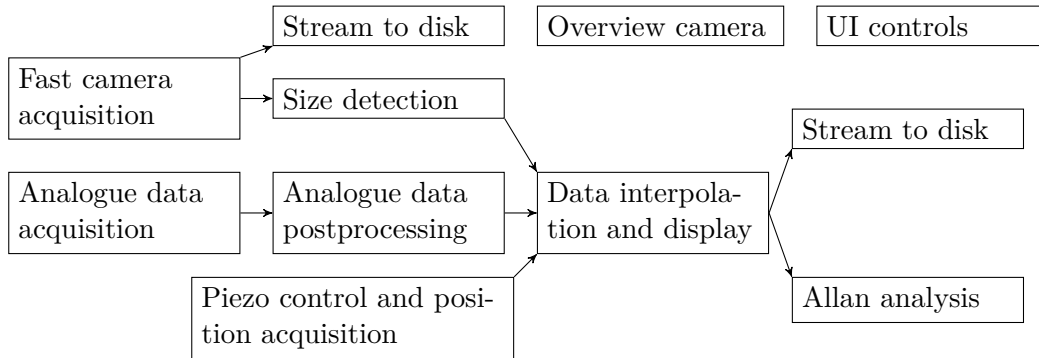 Stream to disk
Overview camera
UI controls
Fast camera
acquisition
Size detection
Stream to disk
Analogue data
acquisition
Analogue data
postprocessing
Data interpola-
tion and display
Piezo control and posi-
tion acquisition
Allan analysis